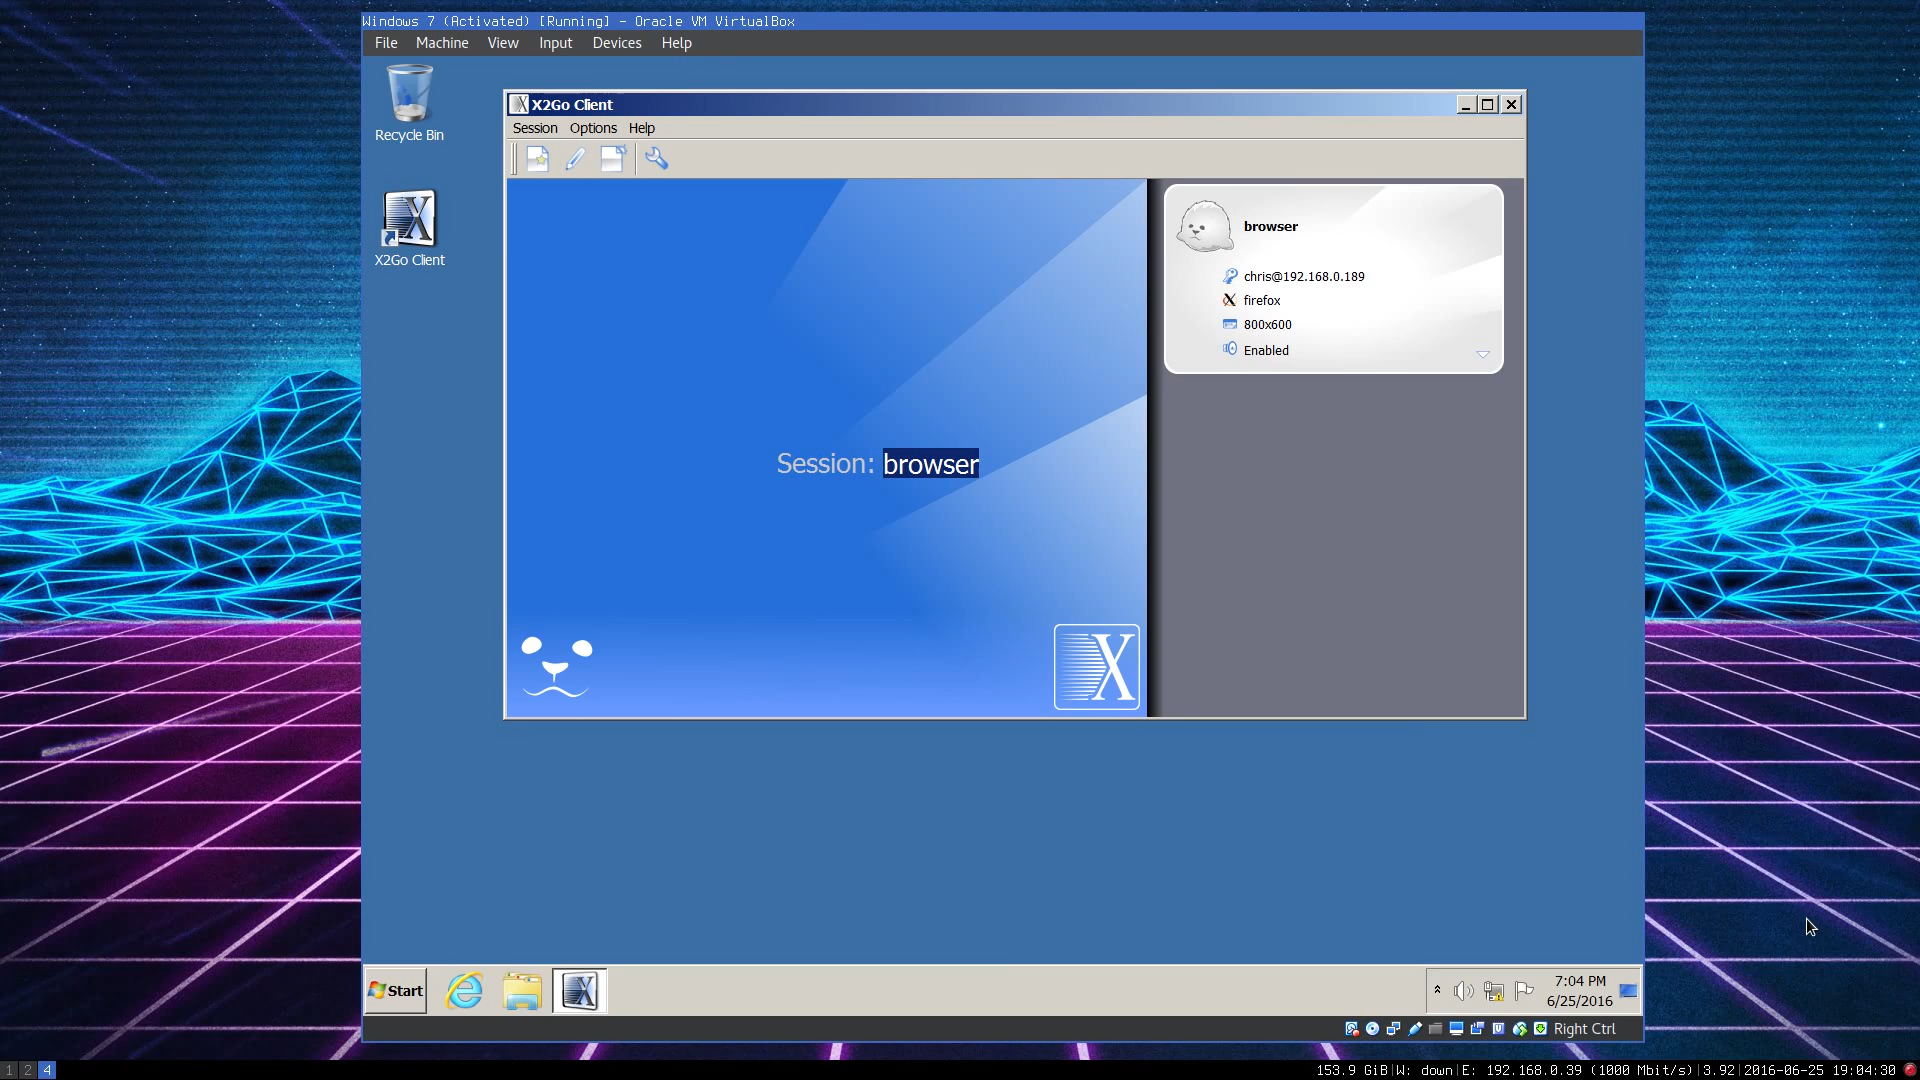 Windows 7 (Activated) [Running] - Oracle VM VirtualBox
File Machine View Input Devices Help
Recycle Bin
X2Go Client
X2Go Client
Session Options Help
Session: browser
browser
chris@192.168.0.189
firefox
800x600
Enabled
X
Start
7:04 PM
6/25/2016
Right Ctrl
1 2 4
153.9 GiB|W: down|E: 192.168.0.39 (1000 Mbit/s)|3.92|2016-06-25 19:04:30